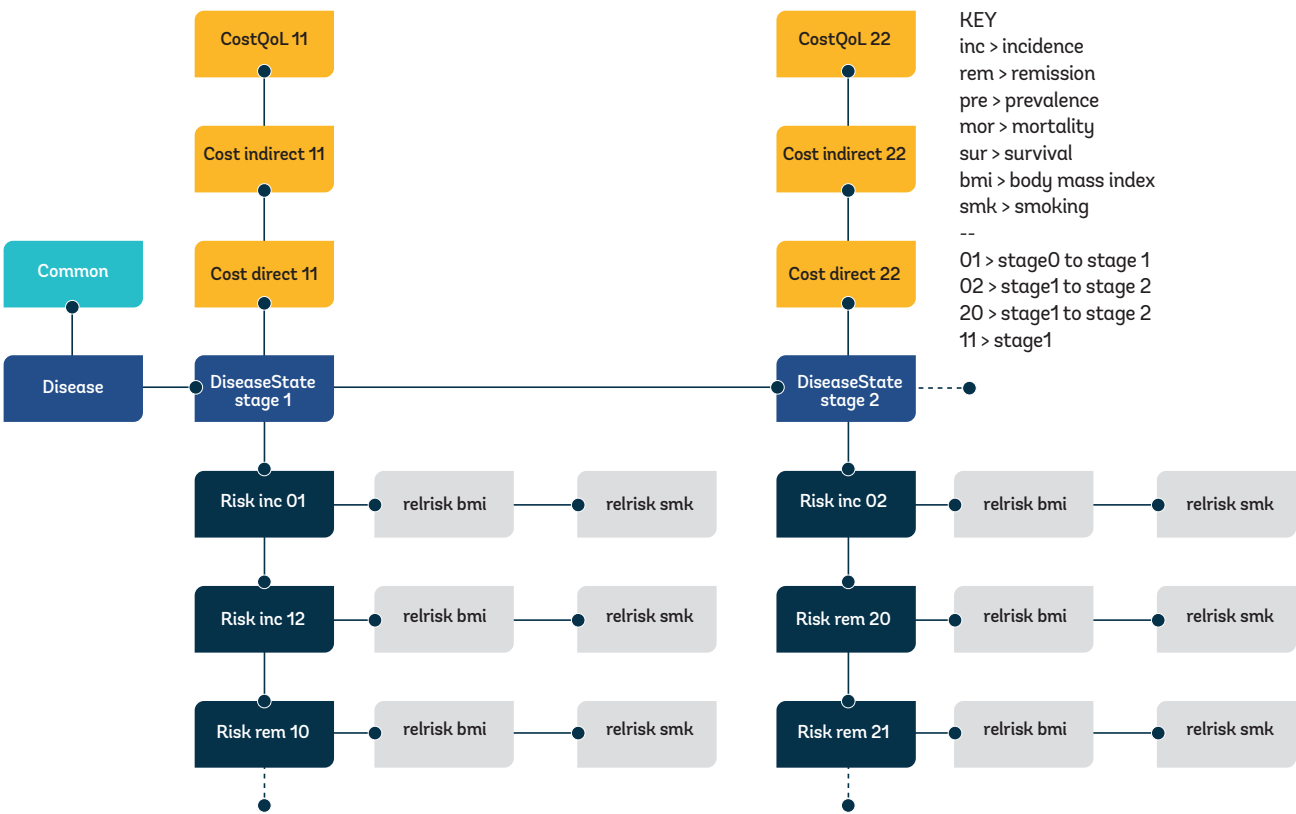 CostQoL 11
CostQoL 22
KEY
inc > incidence
rem > remission
pre > prevalence
mor > mortality
sur > survival
bmi > body mass index
smk > smoking
--
01 > stage0 to stage 1
02 > stage1 to stage 2
20 > stage1 to stage 2
11 > stage1
Cost indirect 11
Cost indirect 22
Common
Cost direct 11
Cost direct 22
Disease
DiseaseState
stage 1
DiseaseState
stage 2
Risk inc 01
relrisk bmi
relrisk smk
Risk inc 02
relrisk bmi
relrisk smk
Risk inc 12
relrisk bmi
relrisk smk
Risk rem 20
relrisk bmi
relrisk smk
Risk rem 10
relrisk bmi
relrisk smk
Risk rem 21
relrisk bmi
relrisk smk